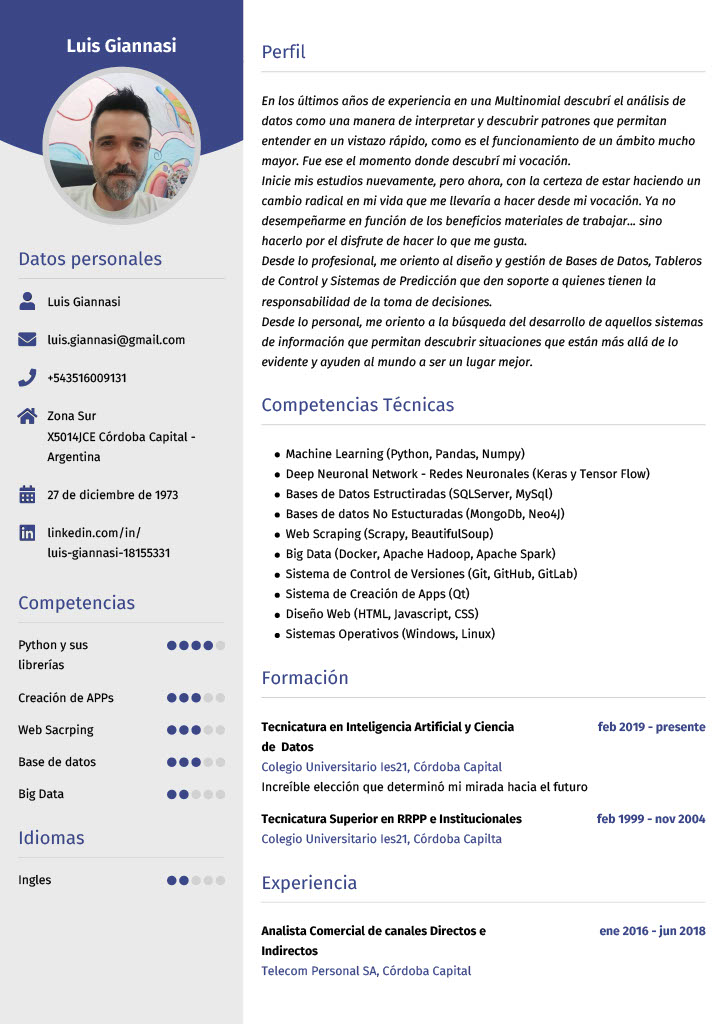 Luis Giannasi
Datos personales
Luis Giannasi
luis.giannasi@gmail.com
+543516009131
Zona Sur
X5014JCE Córdoba Capital -
Argentina
27 de diciembre de 1973
linkedin.com/in/
luis-giannasi-18155331
Competencias
Python y sus
librerías
Creación de APPs
Web Sacrping
Base de datos
Big Data
Idiomas
Ingles
Perfil
En los últimos años de experiencia en una Multinomial descubrí el análisis de
datos como una manera de interpretar y descubrir patrones que permitan
entender en un vistazo rápido, como es el funcionamiento de un ámbito mucho
mayor. Fue ese el momento donde descubrí mi vocación.
Inicie mis estudios nuevamente, pero ahora, con la certeza de estar haciendo un
cambio radical en mi vida que me llevaría a hacer desde mi vocación. Ya no
desempeñarme en función de los beneficios materiales de trabajar... sino
hacerlo por el disfrute de hacer lo que me gusta.
Desde lo profesional, me oriento al diseño y gestión de Bases de Datos, Tableros
de Control y Sistemas de Predicción que den soporte a quienes tienen la
responsabilidad de la toma de decisiones.
Desde lo personal, me oriento a la búsqueda del desarrollo de aquellos sistemas
de información que permitan descubrir situaciones que están más allá de lo
evidente y ayuden al mundo a ser un lugar mejor.
Competencias Técnicas
• Machine Learning (Python, Pandas, Numpy)
• Deep Neuronal Network - Redes Neuronales (Keras y Tensor Flow)
• Bases de Datos Estructiradas (SQLServer, MySql)
• Bases de datos No Estucturadas (MongoDb, Neo4J)
• Web Scraping (Scrapy, BeautifulSoup)
• Big Data (Docker, Apache Hadoop, Apache Spark)
• Sistema de Control de Versiones (Git, GitHub, GitLab)
• Sistema de Creación de Apps (Qt)
• Diseño Web (HTML, Javascript, CSS)
• Sistemas Operativos (Windows, Linux)
Formación
Tecnicatura en Inteligencia Artificial y Ciencia feb 2019 - presente
de Datos
Colegio Universitario Ies21, Córdoba Capital
Increíble elección que determinó mi mirada hacia el futuro
Tecnicatura Superior en RRPP e Institucionales feb 1999 - nov 2004
Colegio Universitario Ies21, Córdoba Capilta
Experiencia
Analista Comercial de canales Directos e ene 2016 - jun 2018
Indirectos
Telecom Personal SA, Córdoba Capital